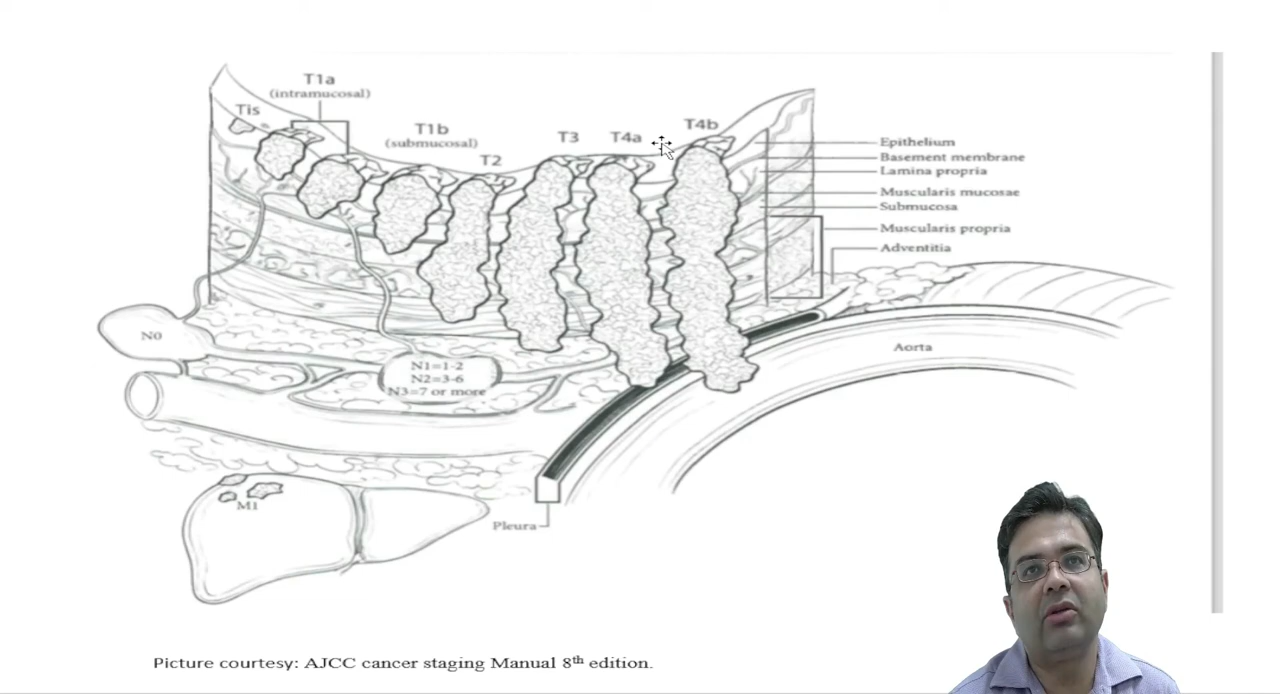 T1a
(intramucosal)
Tis
T1b
(submucosal)
T2
T3
T4a
T4b
Epithelium
Basement membrane
Lamina propria
Muscularis mucosae
Submucosa
Muscularis propria
Adventitia
N0
N1=1-2
N2=3-6
N3=7 or more
Aorta
M1
Pleura
Picture courtesy: AJCC cancer staging Manual 8th edition.